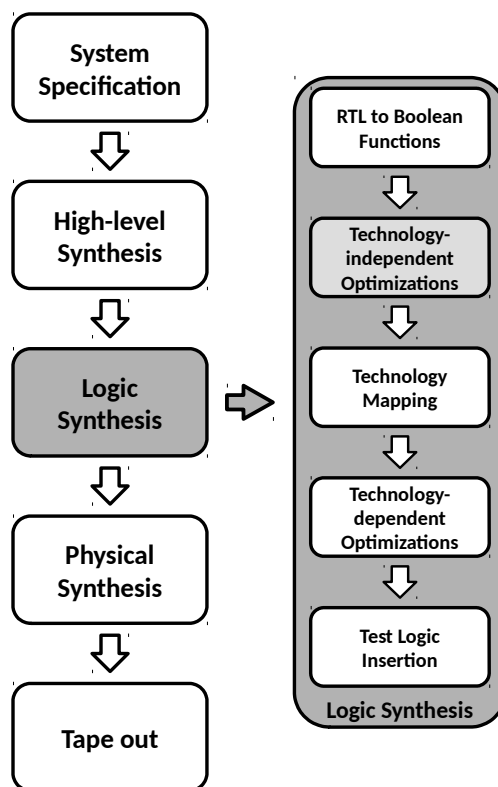 System
Specification
High-level
Synthesis
Logic
Synthesis
Physical
Synthesis
Tape out
RTL to Boolean
Functions
Technology-
independent
Optimizations
Technology
Mapping
Technology-
dependent
Optimizations
Test Logic
Insertion
Logic Synthesis